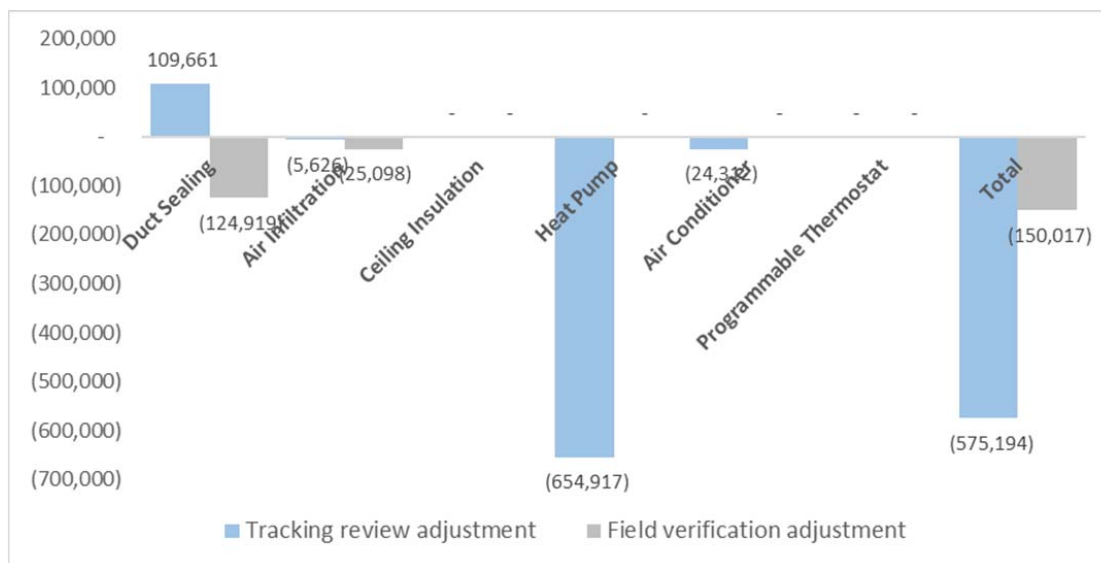 200,000
109,661
100,000
-
- - - - - -
(5,626)
(25,098)
(24,312)
(100,000)
(124,919)
(200,000)
(150,017)
(300,000)
(400,000)
(500,000)
(600,000)
(575,194)
(700,000)
(654,917)
Duct Sealing
Air Infiltration
Ceiling Insulation
Heat Pump
Air Conditioner
Programmable Thermostat
Total
Tracking review adjustment
Field verification adjustment